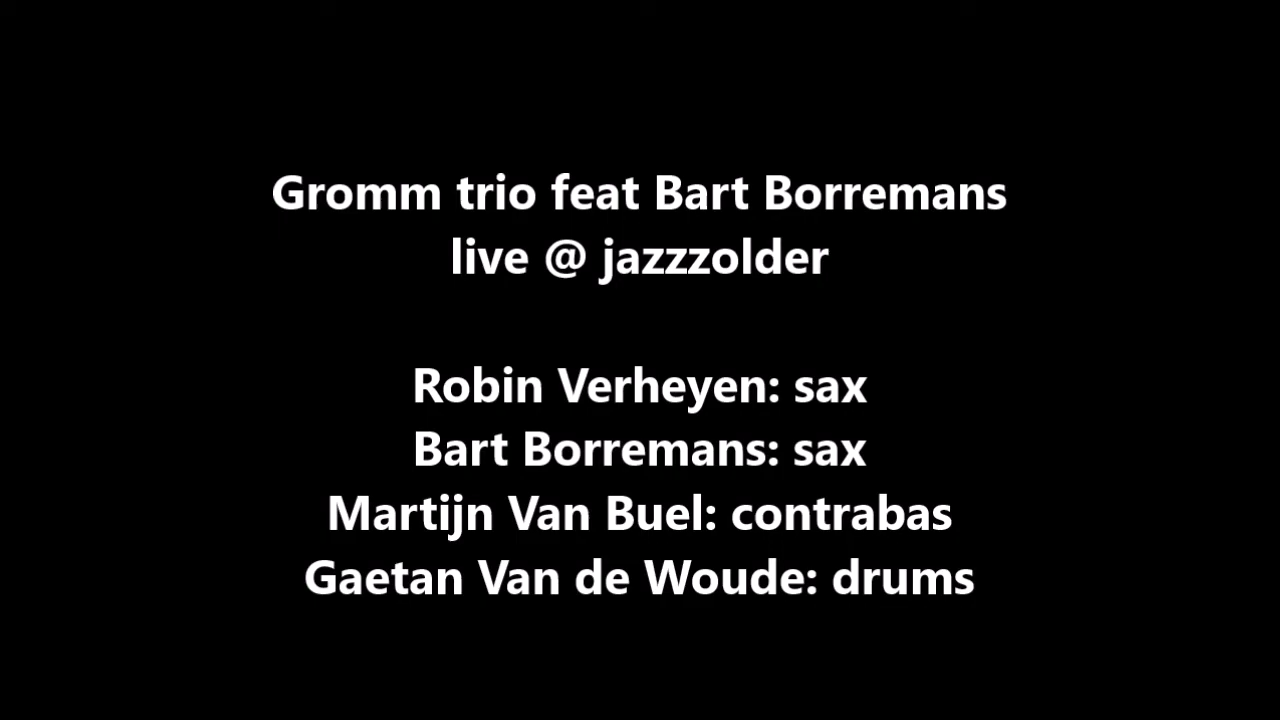 Gromm trio feat Bart Borremans
live @ jazzzolder
Robin Verheyen: sax
Bart Borremans: sax
Martijn Van Buel: contrabas
Gaetan Van de Woude: drums